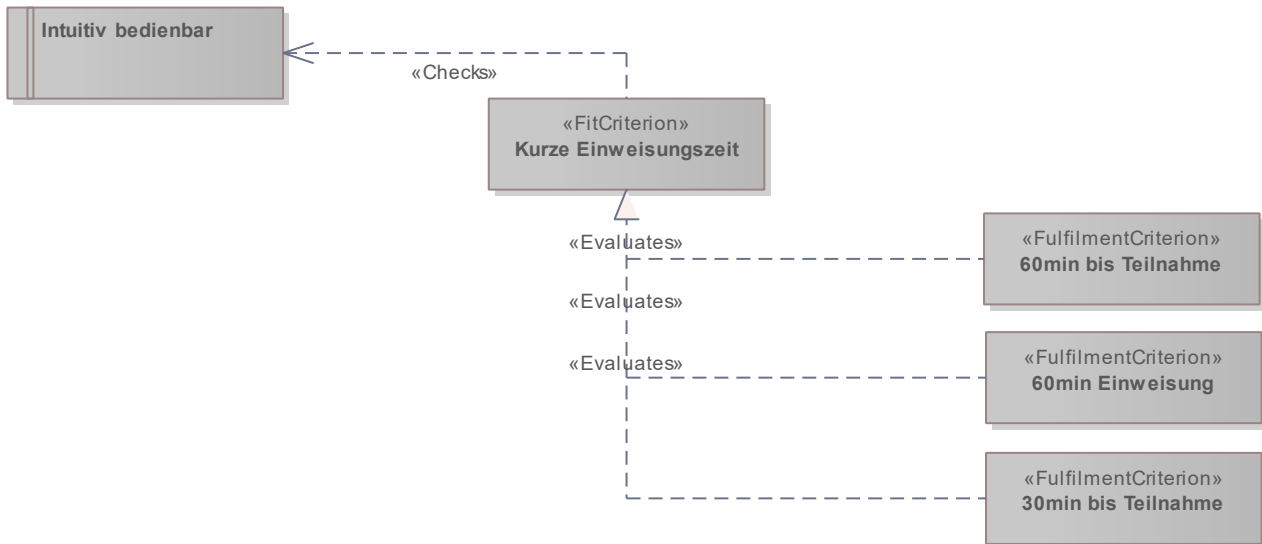 Intuitiv bedienbar
«Checks»
«FitCriterion»
Kurze Einweisungszeit
«Evaluates»
«FulfilmentCriterion»
60min bis Teilnahme
«Evaluates»
«Evaluates»
«FulfilmentCriterion»
60min Einweisung
«FulfilmentCriterion»
30min bis Teilnahme